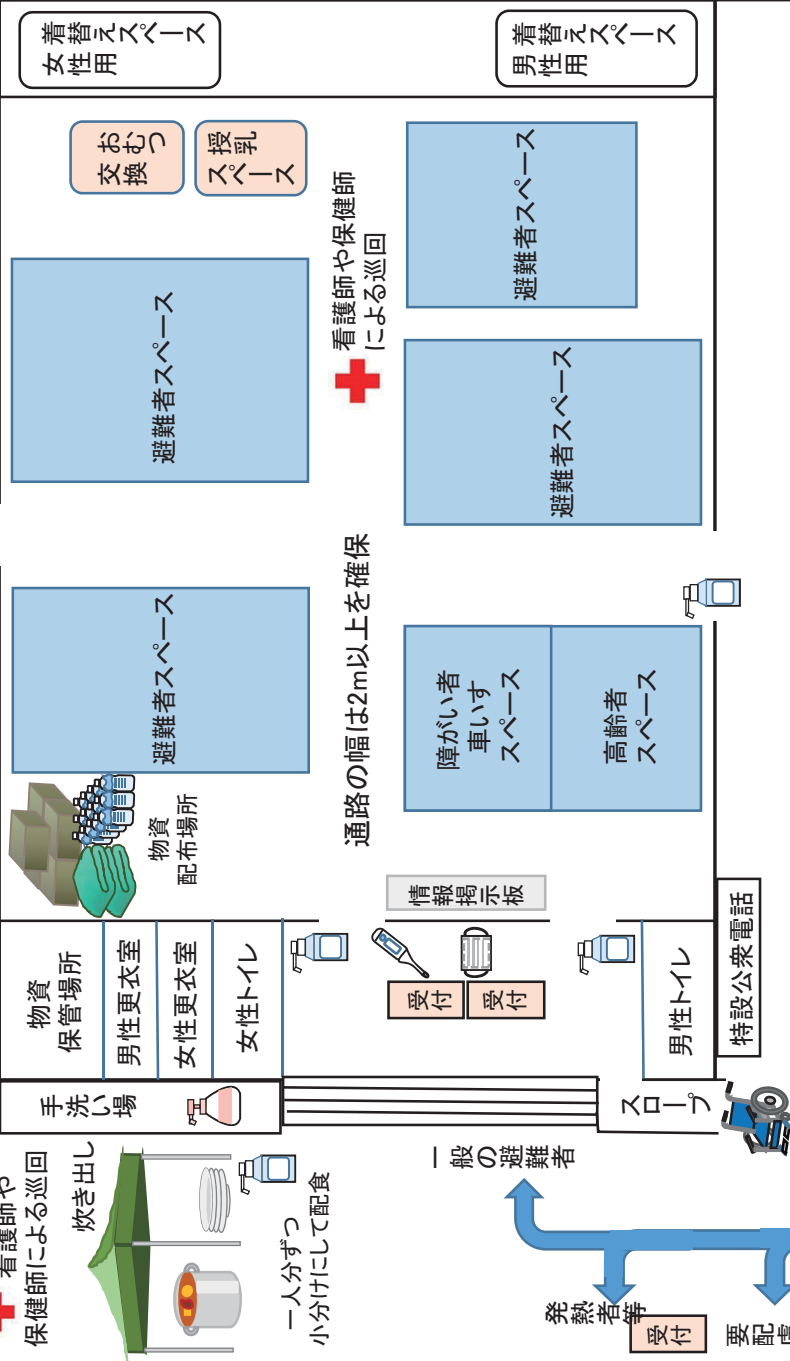 女性用
着替えスペース
男性用
着替えスペース
おむつ
交換
授乳
スペース
避難者スペース
看護師や保健師
による巡回
避難者スペース
避難者スペース
避難者スペース
通路の幅は2m以上を確保
障がい者
車いす
スペース
高齢者
スペース
物資
配布場所
情報掲示板
物資
保管場所
男性更衣室
女性更衣室
女性トイレ
受付
受付
男性トイレ
特設公衆電話
手洗い場
スロープ
看護師や
保健師による巡回
炊き出し
一人分ずつ
小分けにして配食
一般の避難者
発熱者等
受付
要配慮